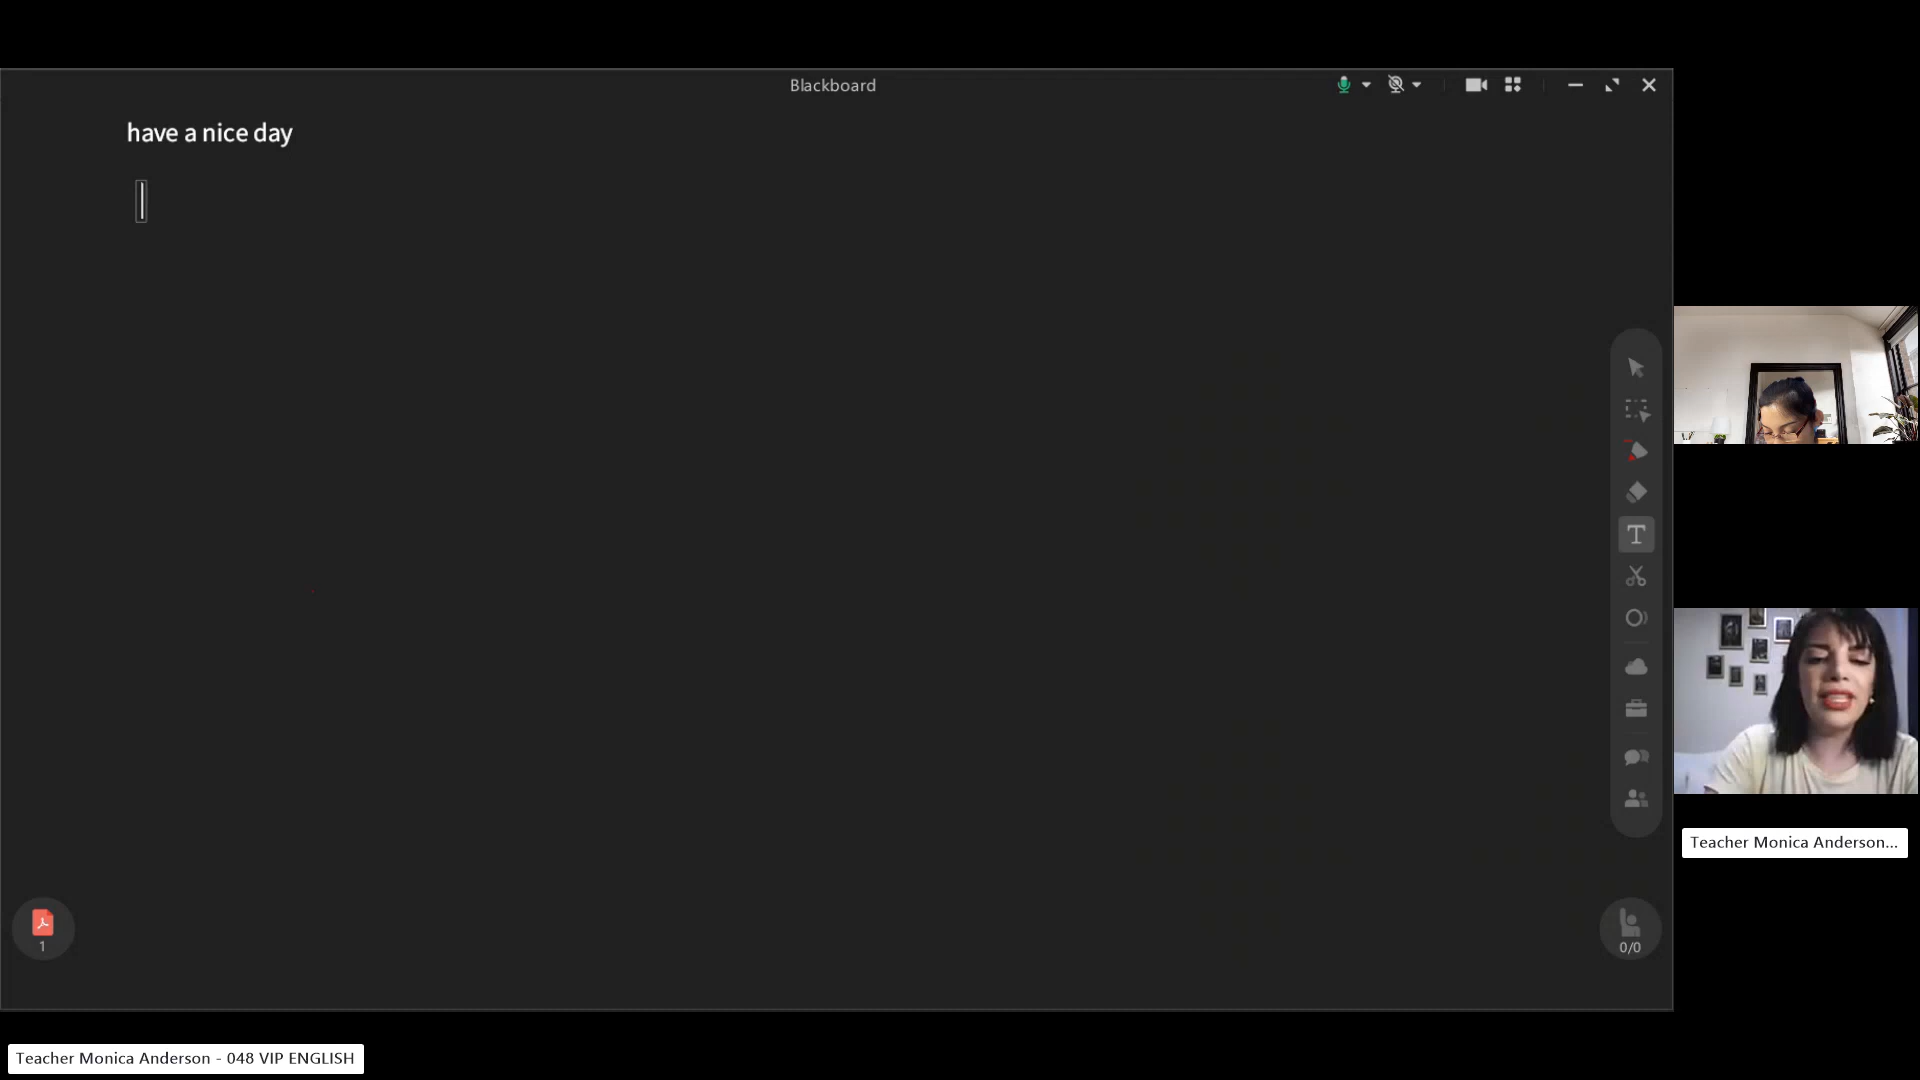 Blackboard
have a nice day
1
0/0
Teacher Monica Anderson...
Teacher Monica Anderson - 048 VIP ENGLISH